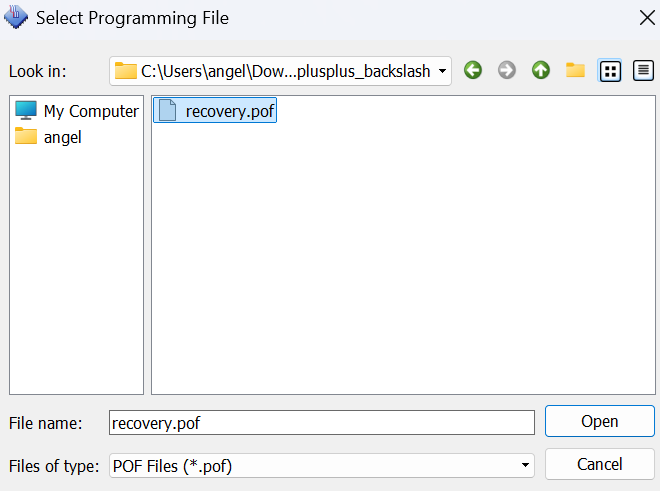 Select Programming File
Look in: C:\Users\angel\Dow...plusplus_backslash
My Computer
recovery.pof
angel
File name: recovery.pof Open
Files of type: POF Files (*.pof) Cancel